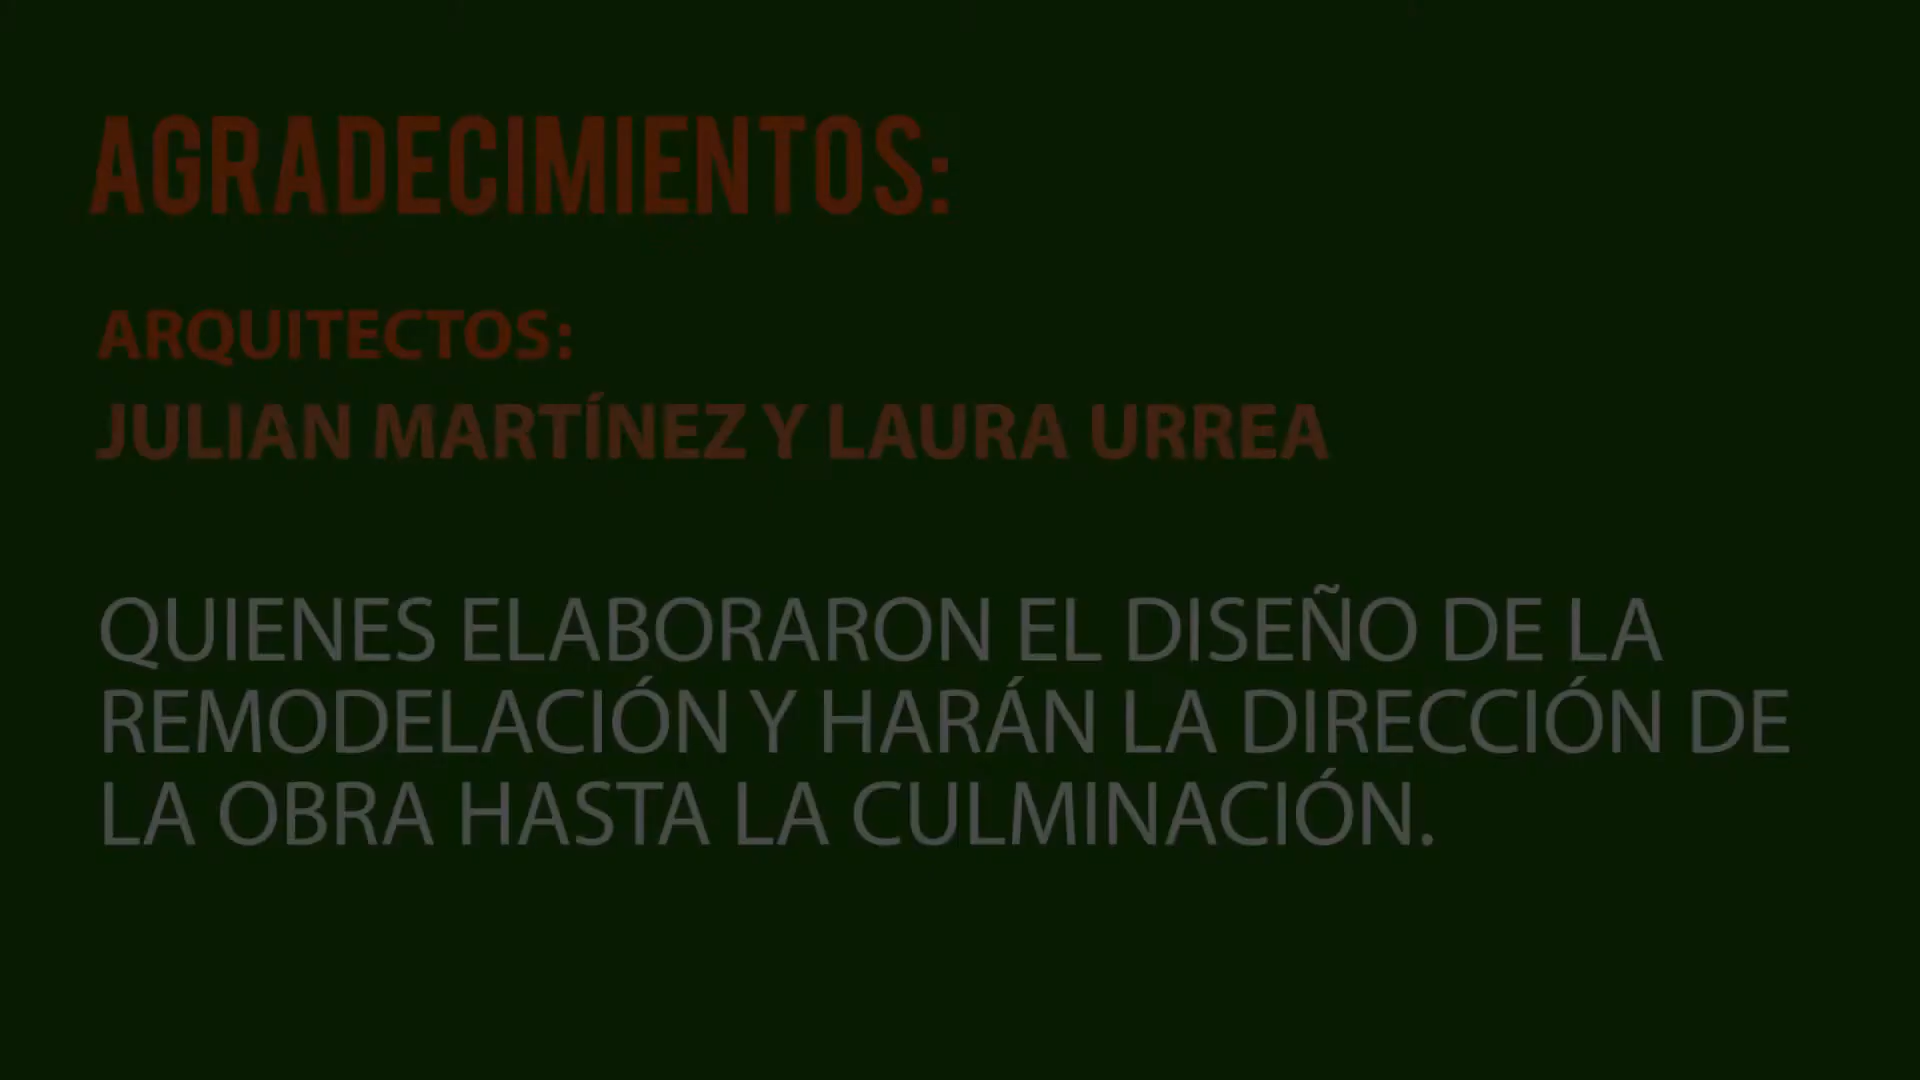 AGRADECIMIENTOS:
ARQUITECTOS:
JULIAN MARTÍNEZ Y LAURA URREA
QUIENES ELABORARON EL DISEÑO DE LA
REMODELACIÓN Y HARÁN LA DIRECCIÓN DE
LA OBRA HASTA LA CULMINACIÓN.